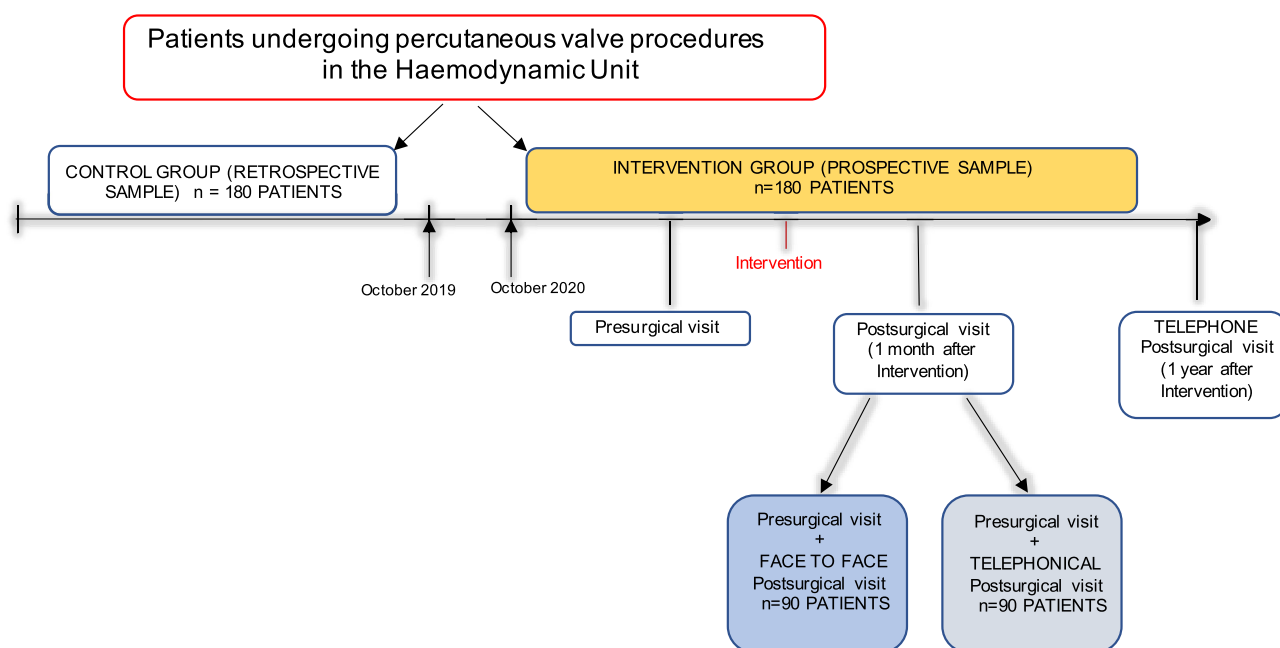 Patients undergoing percutaneous valve procedures
in the Haemodynamic Unit
CONTROL GROUP (RETROSPECTIVE
SAMPLE) n = 180 PATIENTS
INTERVENTION GROUP (PROSPECTIVE SAMPLE)
n=180 PATIENTS
October 2019
October 2020
Intervention
Presurgical visit
Postsurgical visit
(1 month after
Intervention)
TELEPHONE
Postsurgical visit
(1 year after
Intervention)
Presurgical visit
+
FACE TO FACE
Postsurgical visit
n=90 PATIENTS
Presurgical visit
+
TELEPHONICAL
Postsurgical visit
n=90 PATIENTS